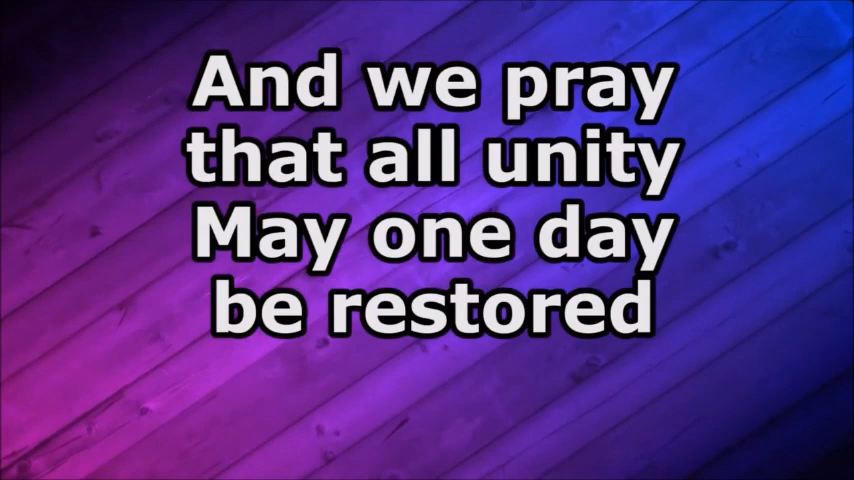 And we pray
that all unity
May one day
be restored